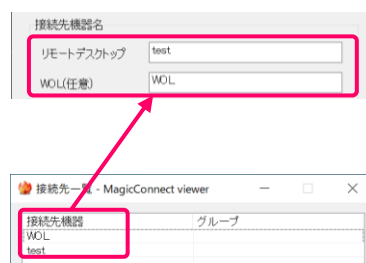 接続先機器名
リモートデスクトップ test
WOL(任意) WOL
接続先一覧 - MagicConnect viewer
接続先機器 グループ
WOL
test